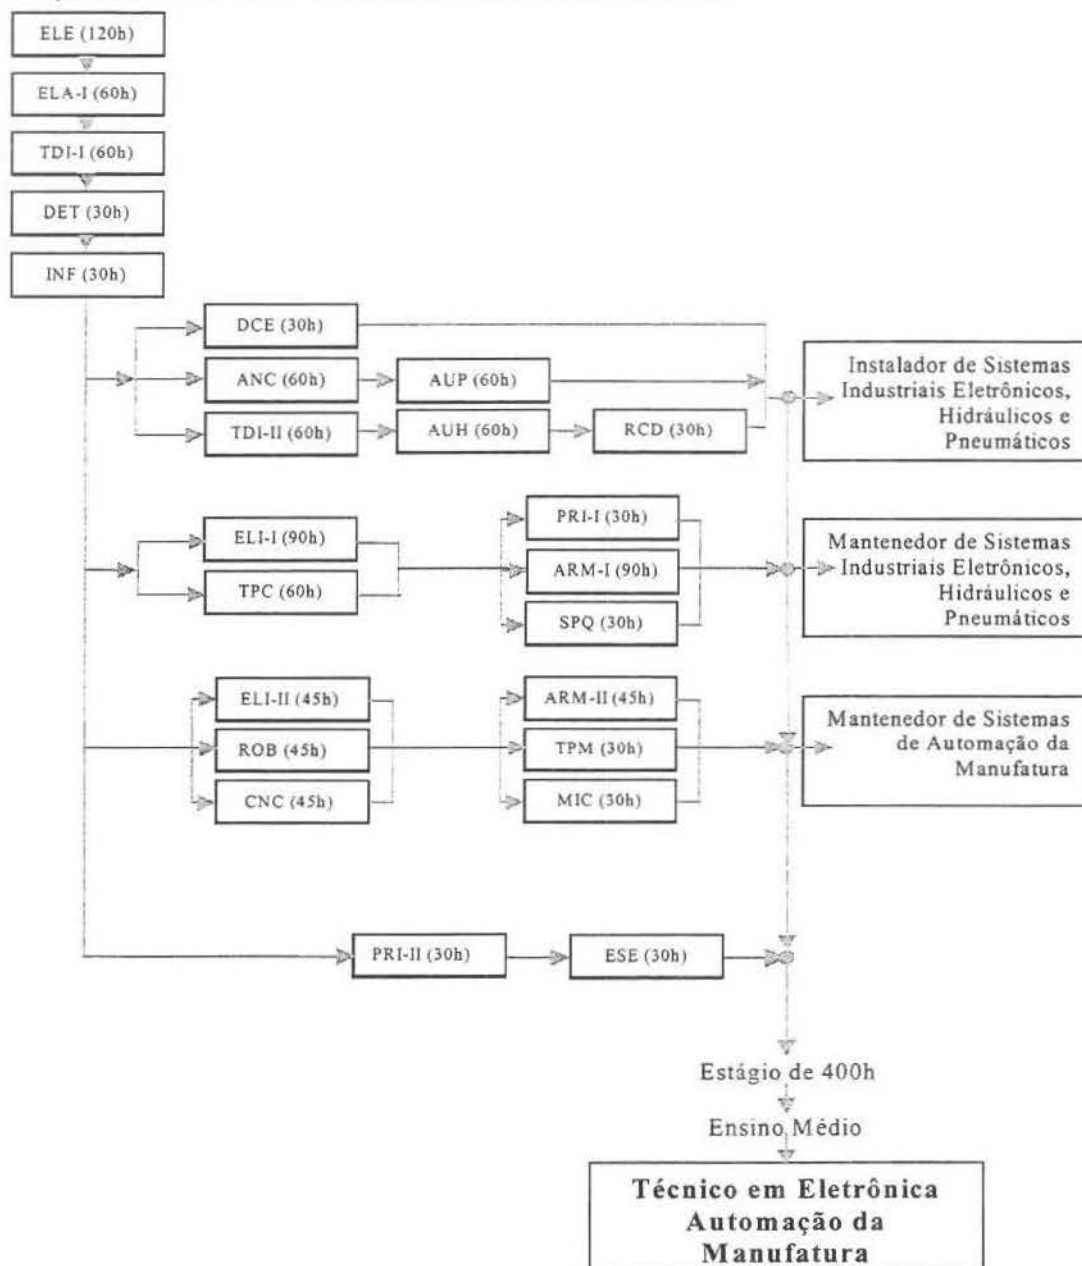 ELE (120h)
ELA-I (60h)
TDI-I (60h)
DET (30h)
INF (30h)
DCE (30h)
ANC (60h)
AUP (60h)
TDI-II (60h)
AUH (60h)
RCD (30h)
Instalador de Sistemas
Industriais Eletrônicos,
Hidráulicos e
Pneumáticos
ELI-I (90h)
TPC (60h)
PRI-I (30h)
ARM-I (90h)
SPQ (30h)
Mantenedor de Sistemas
Industriais Eletrônicos,
Hidráulicos e
Pneumáticos
ELI-II (45h)
ROB (45h)
CNC (45h)
ARM-II (45h)
TPM (30h)
MIC (30h)
Mantenedor de Sistemas
de Automação da
Manufatura
PRI-II (30h)
ESE (30h)
Estágio de 400h
Ensino Médio
Técnico em Eletrônica
Automação da
Manufatura